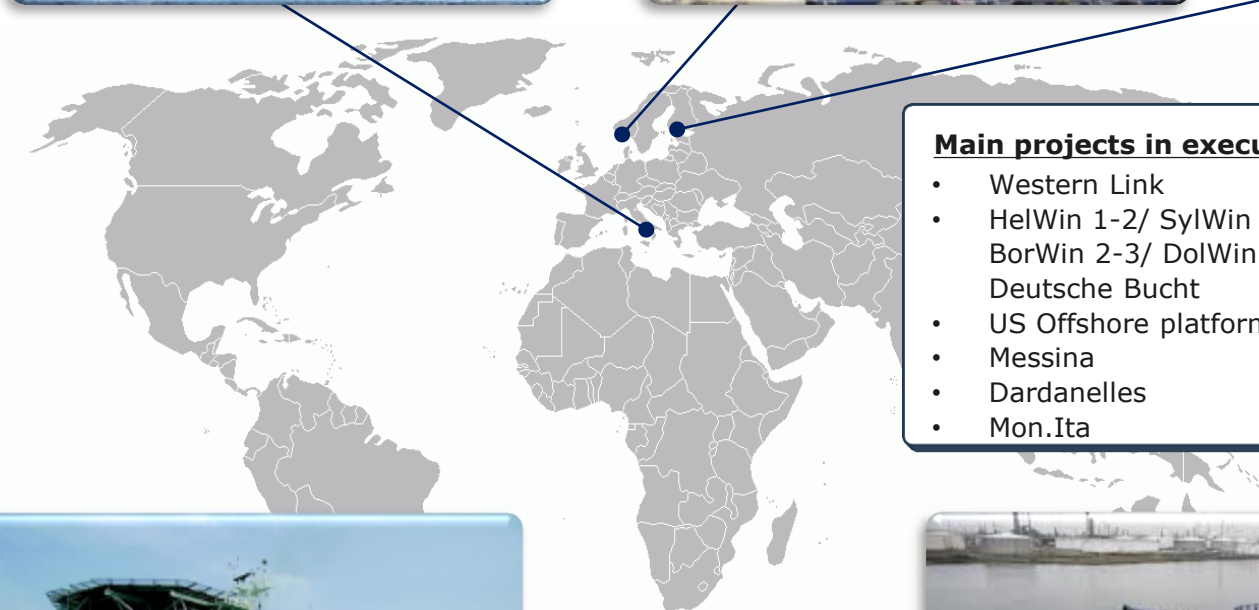 Main projects in execu
• Western Link
• HelWin 1-2/ SylWin
BorWin 2-3/ DolWin
Deutsche Bucht
• US Offshore platforn
• Messina
• Dardanelles
• Mon.Ita